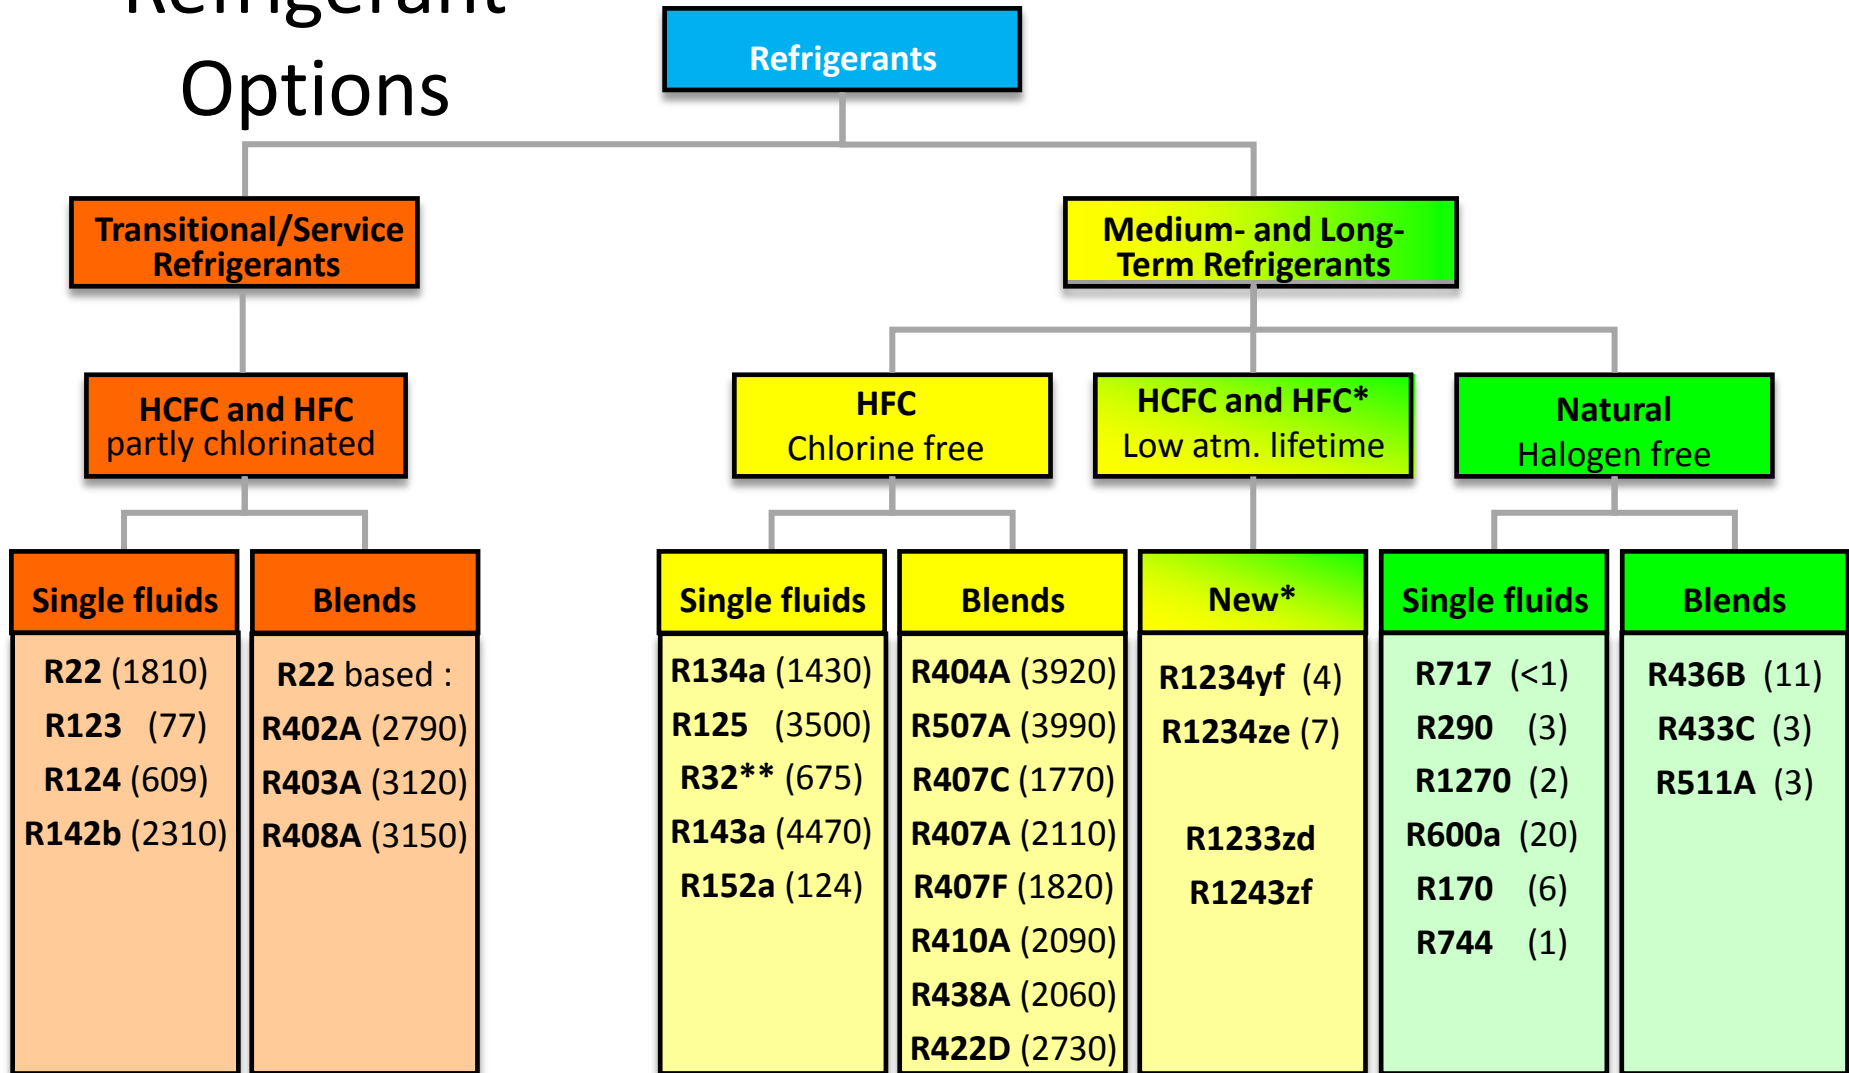 Refrigerant
Options
Refrigerants
Transitional/Service
Refrigerants
Medium- and Long-
Term Refrigerants
HCFC and HFC
partly chlorinated
HFC
Chlorine free
HCFC and HFC*
Low atm. lifetime
Natural
Halogen free
Single fluids
R22 (1810)
R123 (77)
R124 (609)
R142b (2310)
Blends
R22 based :
R402A (2790)
R403A (3120)
R408A (3150)
Single fluids
R134a (1430)
R125 (3500)
R32** (675)
R143a (4470)
R152a (124)
Blends
R404A (3920)
R507A (3990)
R407C (1770)
R407A (2110)
R407F (1820)
R410A (2090)
R438A (2060)
R422D (2730)
New*
R1234yf (4)
R1234ze (7)
R1233zd
R1243zf
Single fluids
R717 (<1)
R290 (3)
R1270 (2)
R600a (20)
R170 (6)
R744 (1)
Blends
R436B (11)
R433C (3)
R511A (3)